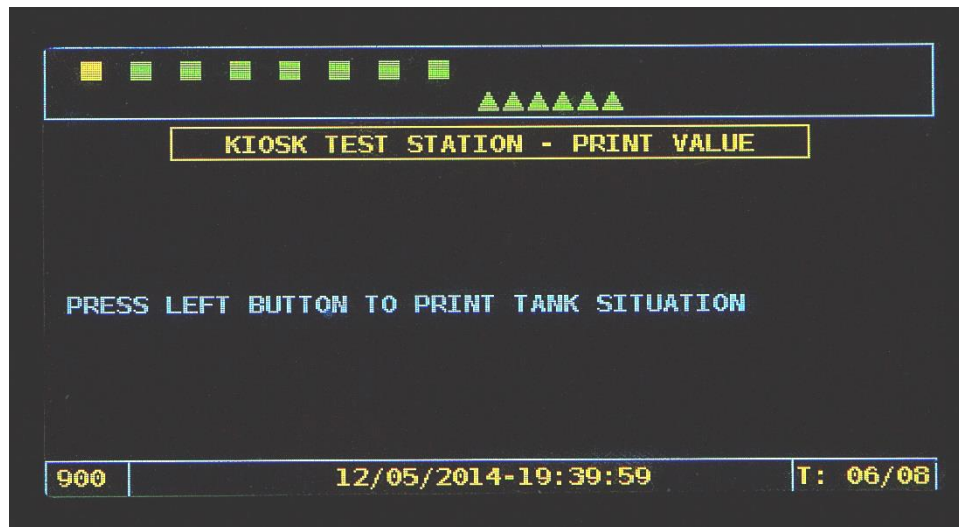 KIOSK TEST STATION - PRINT VALUE
PRESS LEFT BUTTON TO PRINT TANK SITUATION
900 12/05/2014-19:39:59 T: 06/08